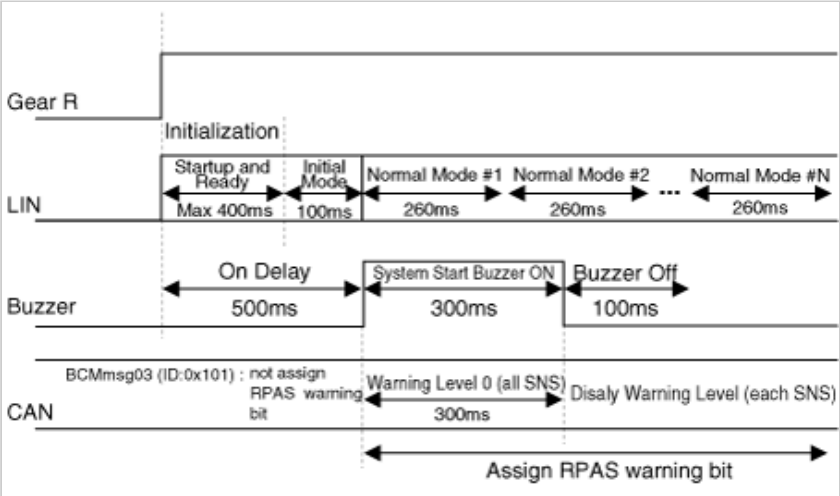 Gear R
Initialization
Startup and
Ready
Max 400ms
Initial
Mode
100ms
Normal Mode #1
260ms
Normal Mode #2
260ms
...
Normal Mode #N
260ms
LIN
On Delay
500ms
System Start Buzzer ON
300ms
Buzzer Off
100ms
Buzzer
BCMmsg03 (ID:0x101) : not assign
RPAS warning
bit
Warning Level 0 (all SNS)
300ms
Disaly Warning Level (each SNS)
CAN
Assign RPAS warning bit